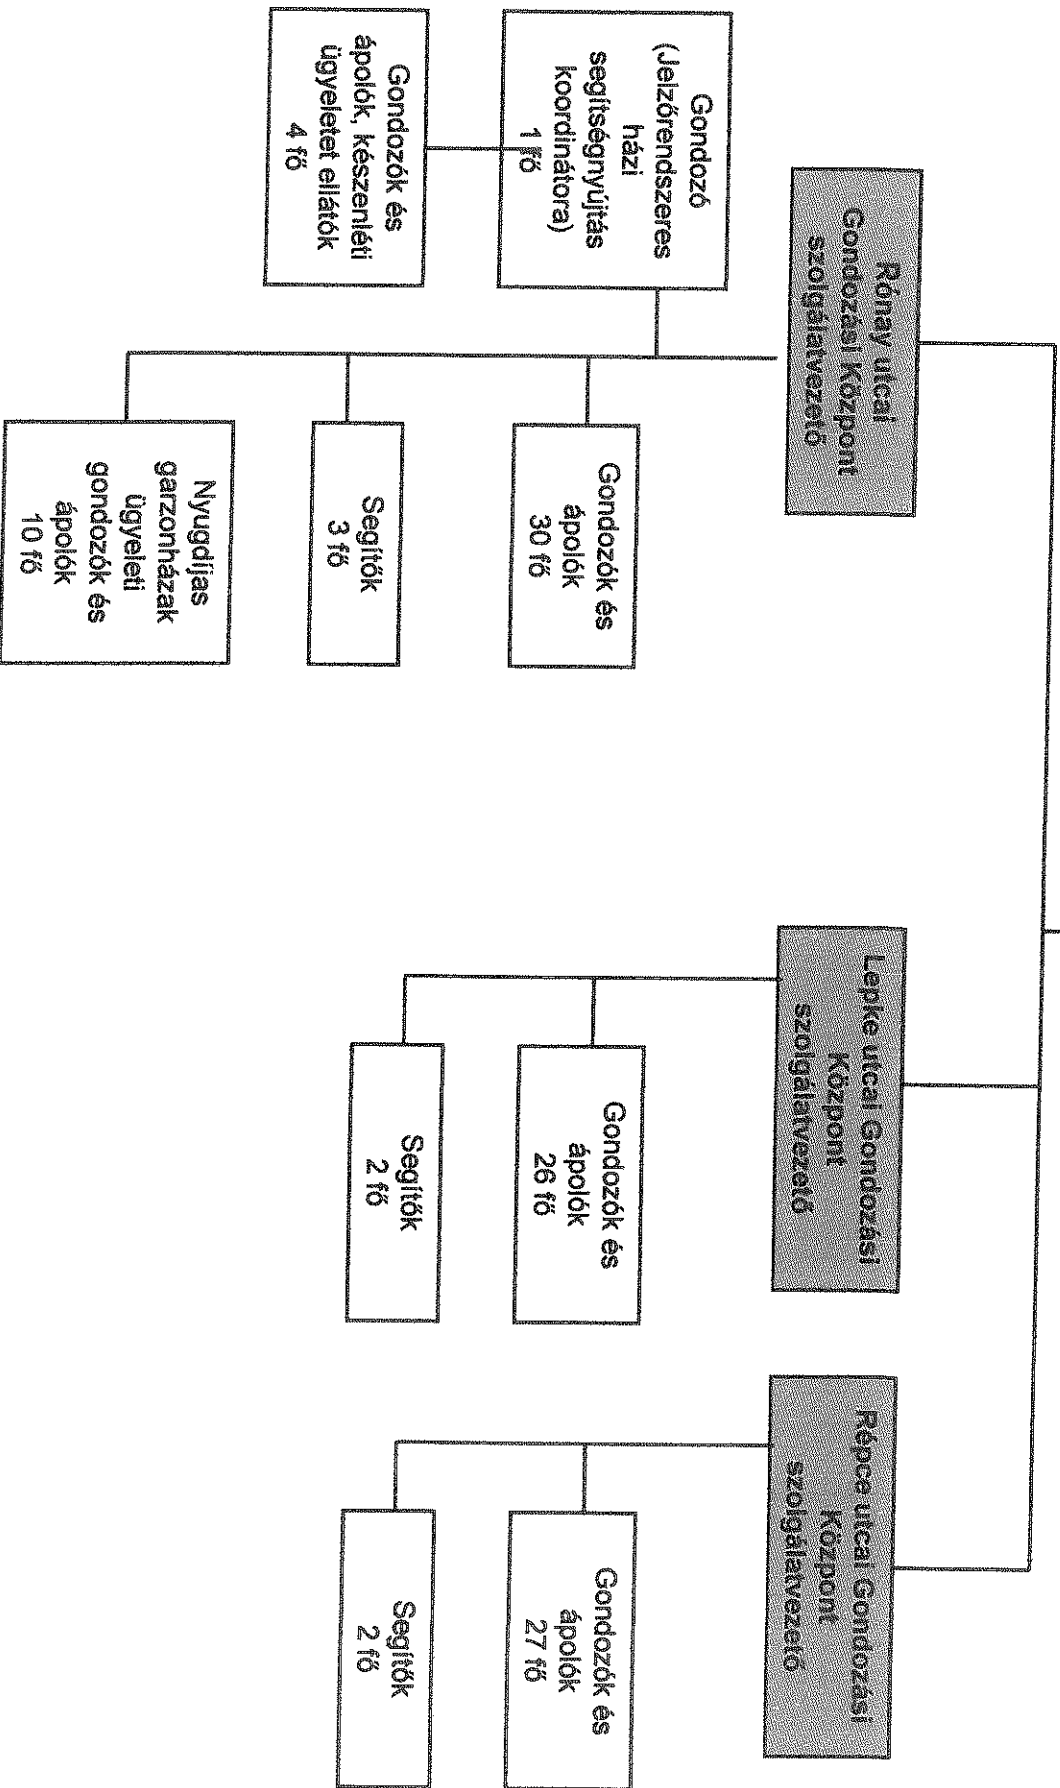 Rónay utcai
Gondozási Központ
szolgálatvezető
Gondozó
(Jelzőrendszeres
házi
segítségnyújtás
koordinátora)
1 fő
Gondozók és
ápolók, készenléti
ügyeletet ellátók
4 fő
Gondozók és
ápolók
30 fő
Segítők
3 fő
Nyugdíjas
garzonházak
ügyeleti
gondozók és
ápolók
10 fő
Lepke utcai Gondozási
Központ
szolgálatvezető
Gondozók és
ápolók
26 fő
Segítők
2 fő
Répce utcai Gondozási
Központ
szolgálatvezető
Gondozók és
ápolók
27 fő
Segítők
2 fő